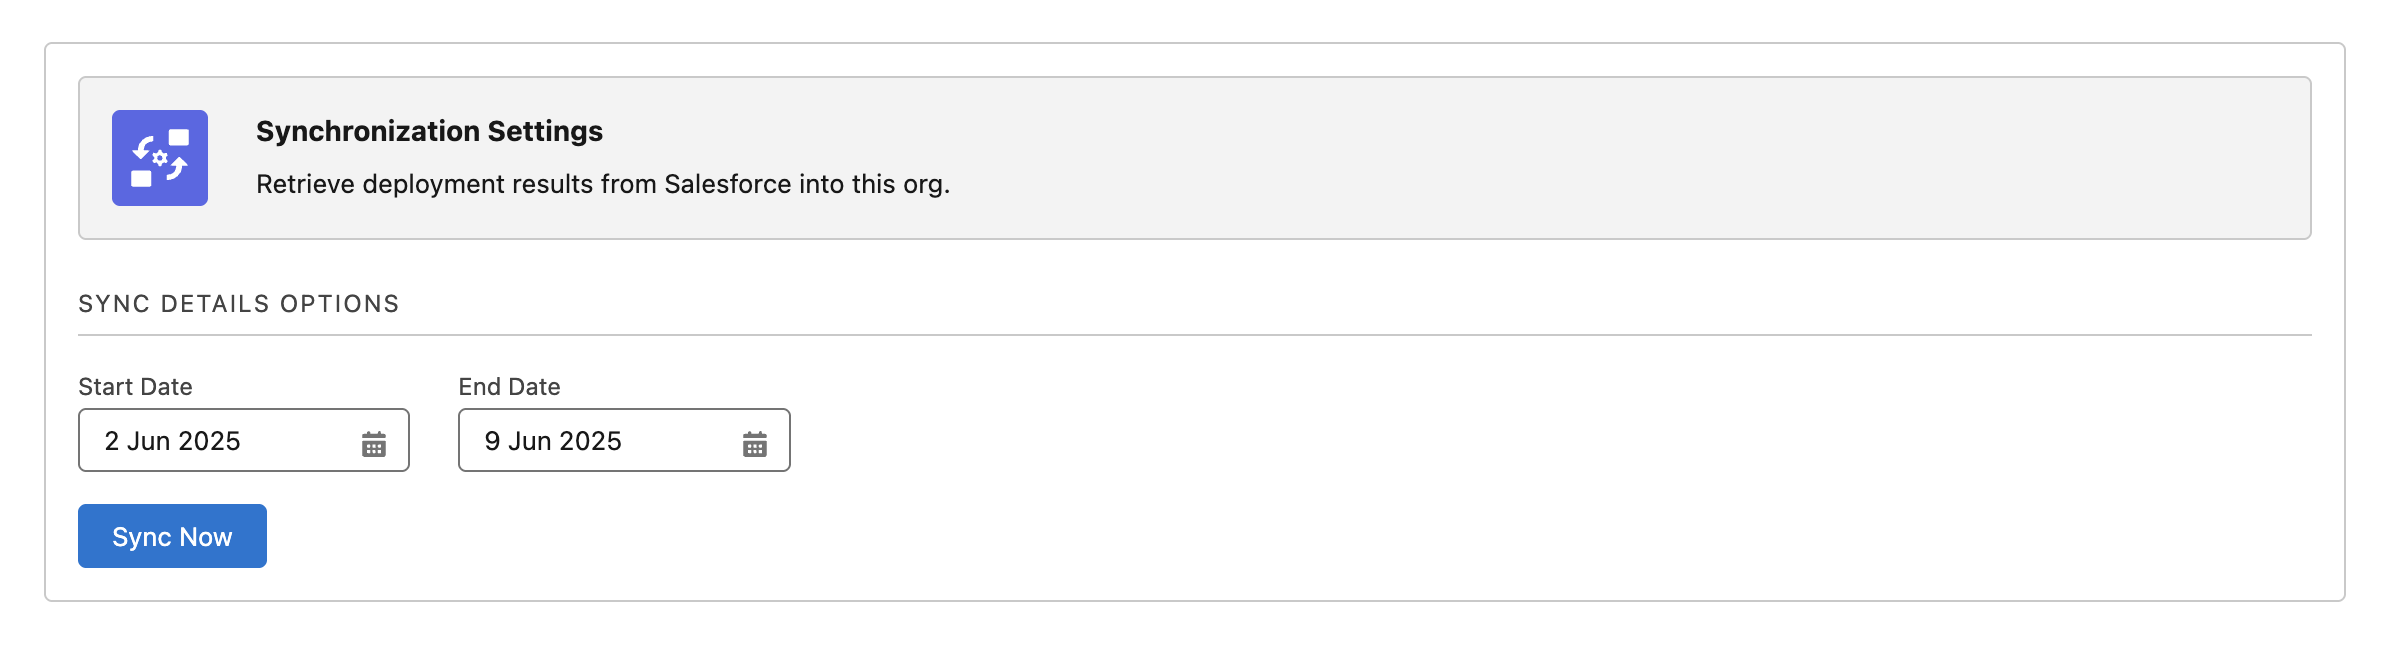 Synchronization Settings
Retrieve deployment results from Salesforce into this org.
SYNC DETAILS OPTIONS
Start Date
End Date
2 Jun 2025
9 Jun 2025
Sync Now